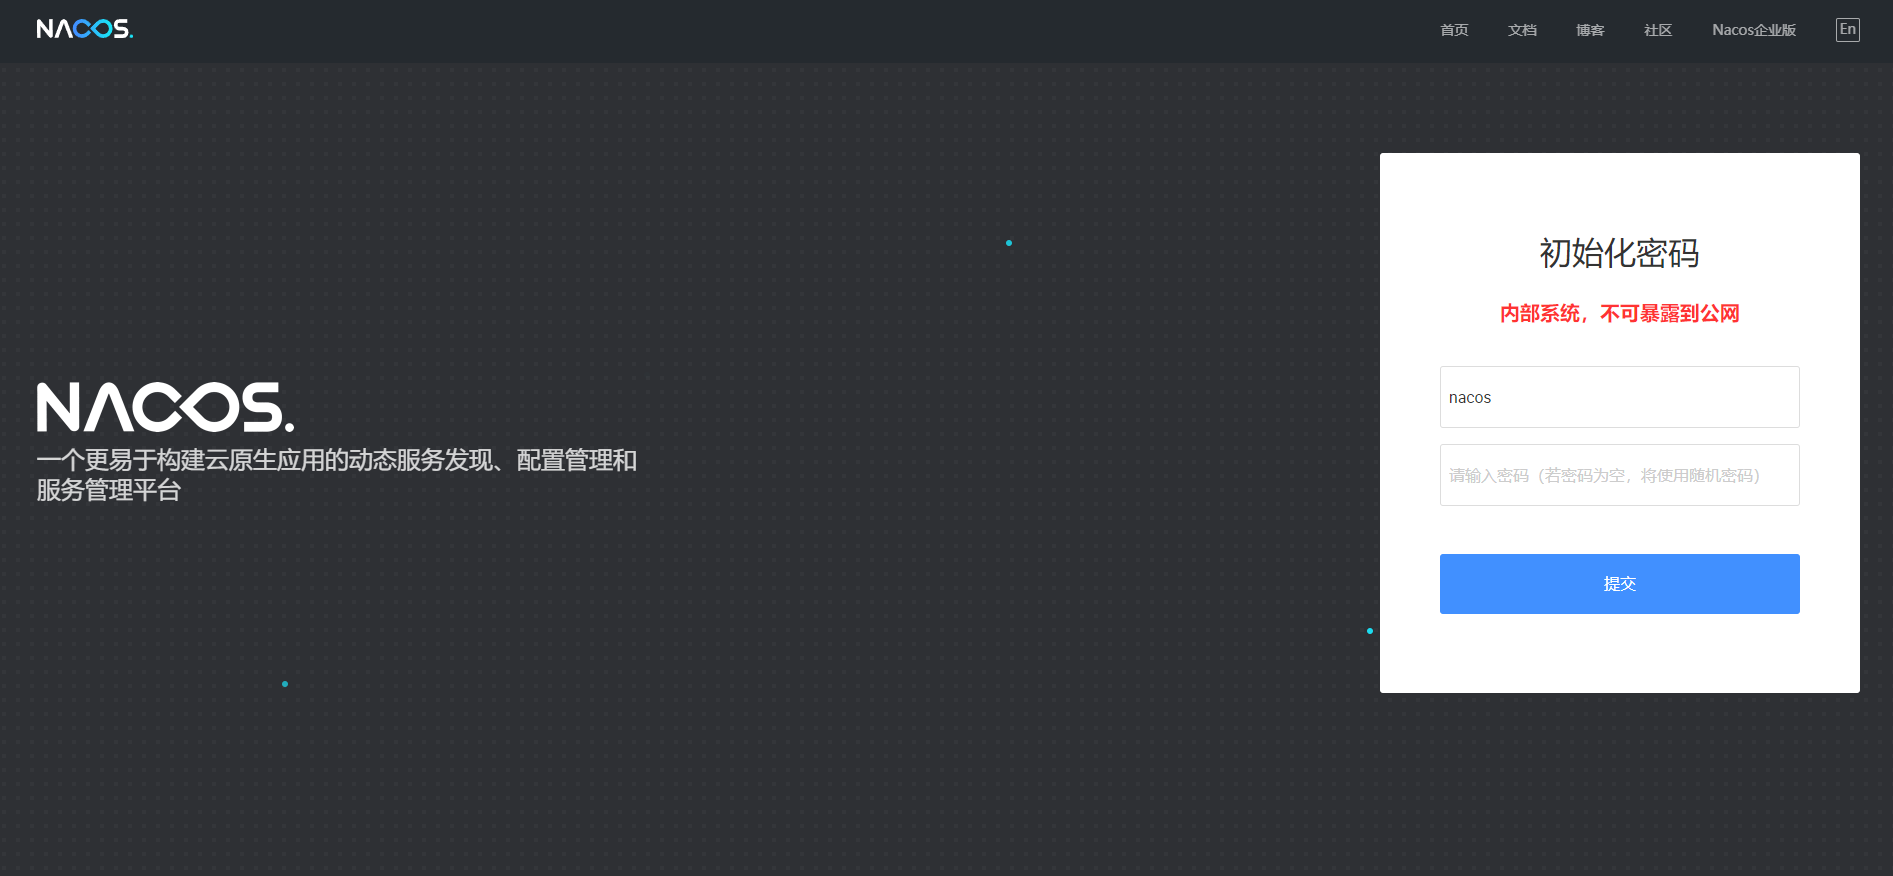 NACOS.
首页 文档 博客 社区 Nacos企业版 En
初始化密码
内部系统，不可暴露到公网
nacos
请输入密码（若密码为空，将使用随机密码）
提交
NACOS.
一个更易于构建云原生应用的动态服务发现、配置管理和
服务管理平台